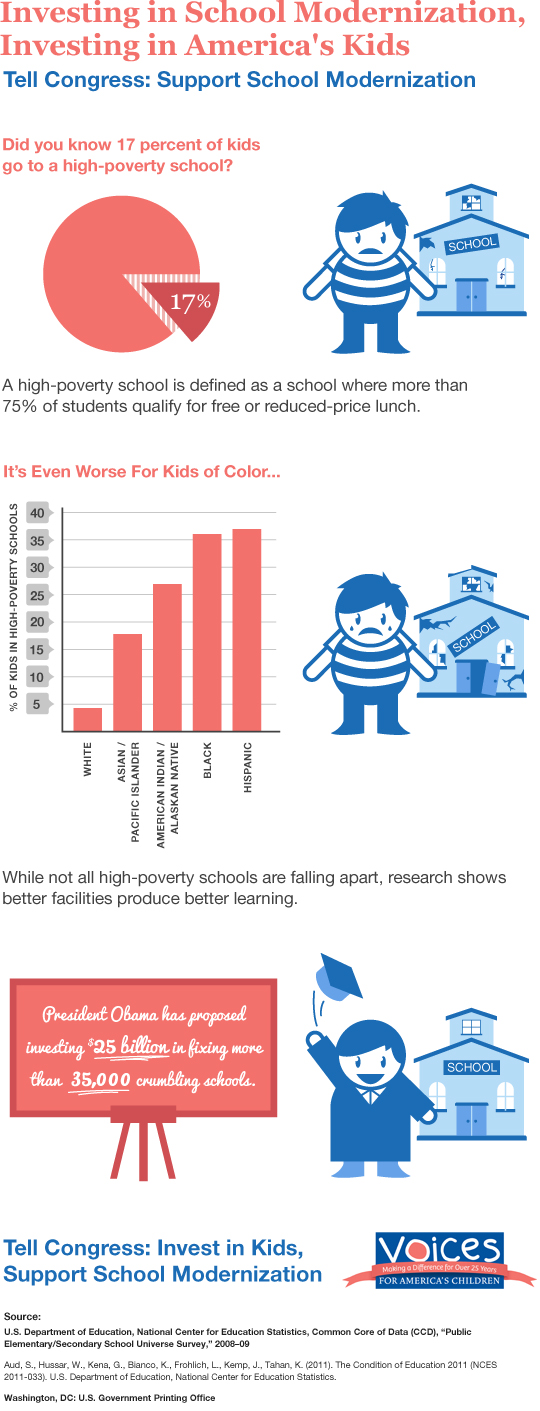 Investing in School Modernization,
Investing in America's Kids
Tell Congress: Support School Modernization
Did you know 17 percent of kids
go to a high-poverty school?
17%
SCHOOL
A high-poverty school is defined as a school where more than
75% of students qualify for free or reduced-price lunch.
It's Even Worse For Kids of Color...
% OF KIDS IN HIGH-POVERTY SCHOOLS
40
35
30
25
20
15
10
5
WHITE
ASIAN /
PACIFIC ISLANDER
AMERICAN INDIAN /
ALASKAN NATIVE
BLACK
HISPANIC
SCHOOL
While not all high-poverty schools are falling apart, research shows
better facilities produce better learning.
President Obama has proposed
investing $25 billion in fixing more
than 35,000 crumbling schools.
SCHOOL
Tell Congress: Invest in Kids,
Support School Modernization
VOICES
Making a Difference for Over 25 Years
FOR AMERICA'S CHILDREN
Source:
U.S. Department of Education, National Center for Education Statistics, Common Core of Data (CCD), “Public
Elementary/Secondary School Universe Survey,” 2008–09
Aud, S., Hussar, W., Kena, G., Bianco, K., Frohlich, L., Kemp, J., Tahan, K. (2011). The Condition of Education 2011 (NCES
2011-033). U.S. Department of Education, National Center for Education Statistics.
Washington, DC: U.S. Government Printing Office